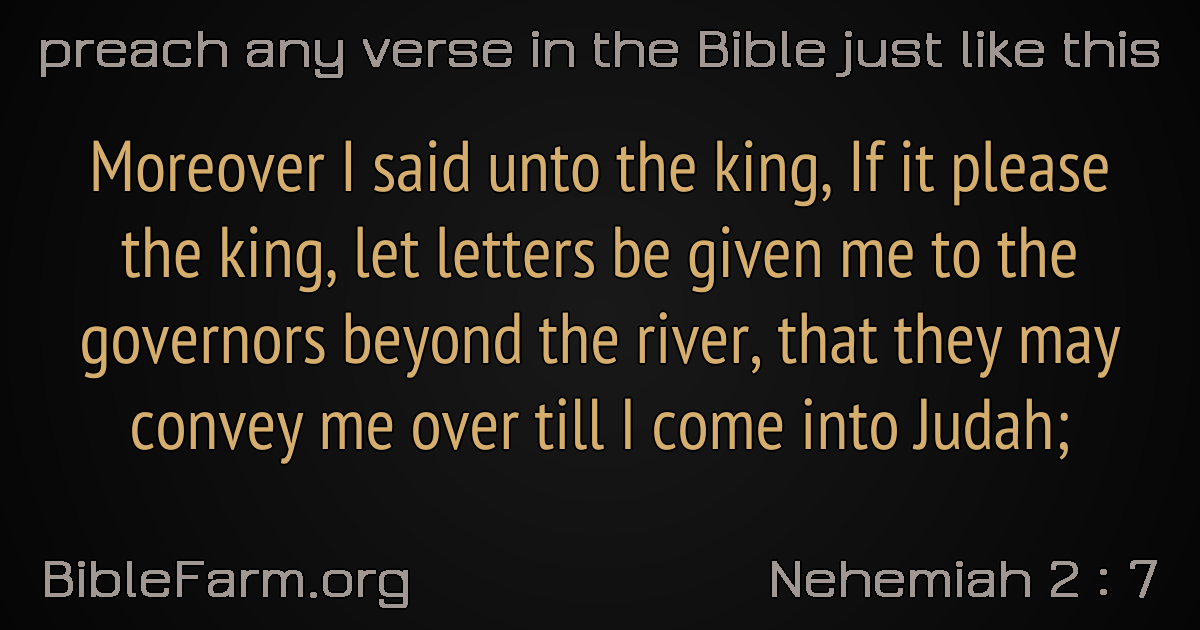 preach any verse in the Bible just like this
Moreover I said unto the king, If it please
the king, let letters be given me to the
governors beyond the river, that they may
convey me over till I come into Judah;
BibleFarm.org
Nehemiah 2 : 7